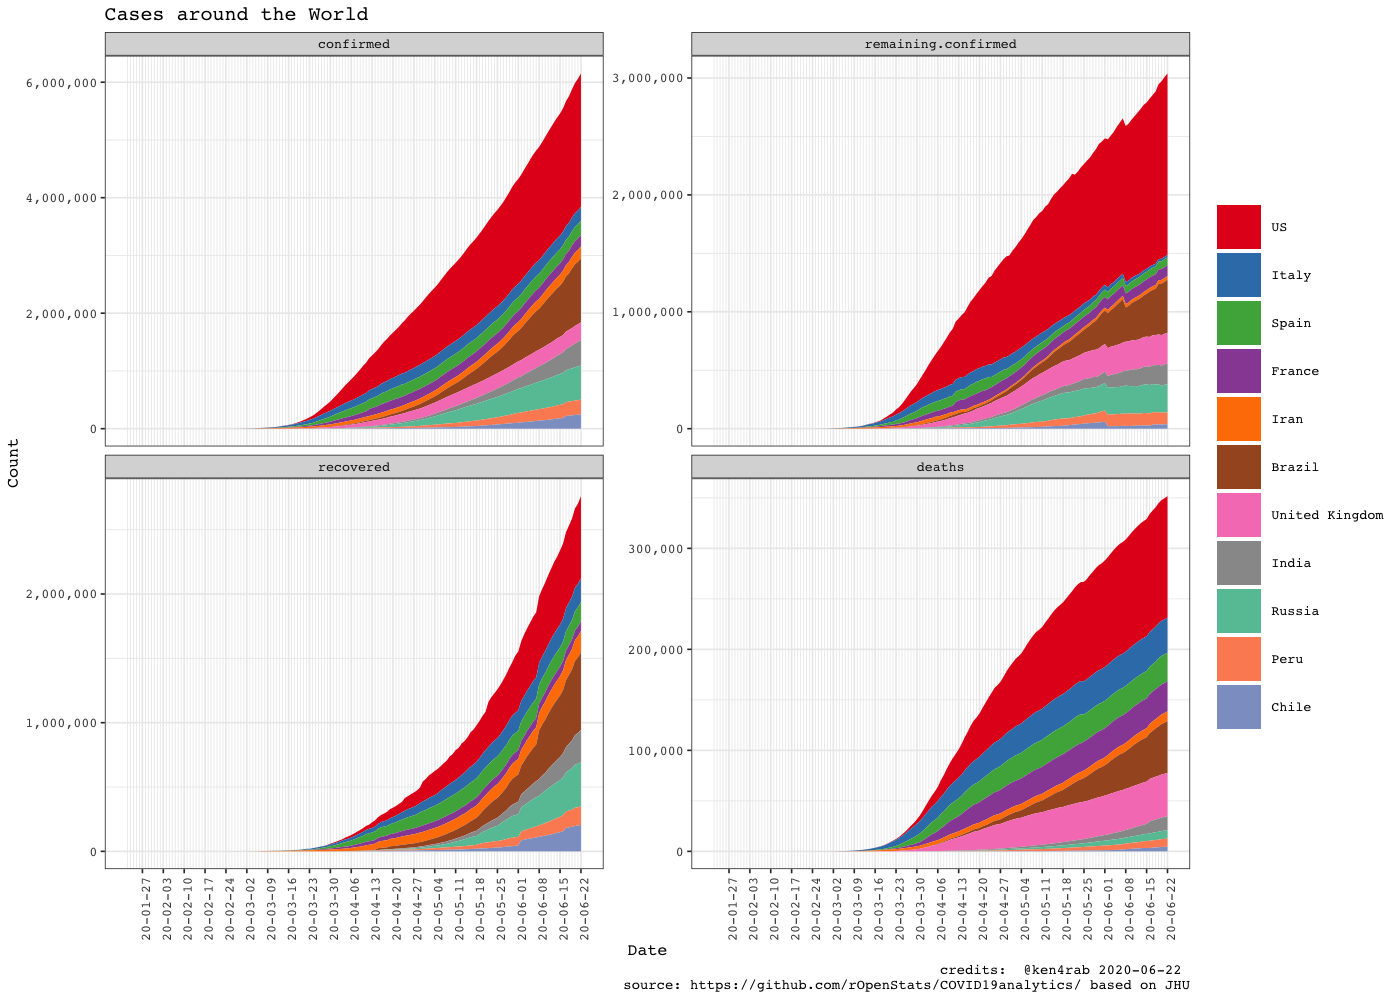 Cases around the World
confirmed
remaining.confirmed
6,000,000
4,000,000
2,000,000
0
3,000,000
2,000,000
1,000,000
0
recovered
deaths
2,000,000
1,000,000
0
300,000
200,000
100,000
0
Count
20-01-27
20-02-03
20-02-10
20-02-17
20-02-24
20-03-02
20-03-09
20-03-16
20-03-23
20-03-30
20-04-06
20-04-13
20-04-20
20-04-27
20-05-04
20-05-11
20-05-18
20-05-25
20-06-01
20-06-08
20-06-15
20-06-22
20-01-27
20-02-03
20-02-10
20-02-17
20-02-24
20-03-02
20-03-09
20-03-16
20-03-23
20-03-30
20-04-06
20-04-13
20-04-20
20-04-27
20-05-04
20-05-11
20-05-18
20-05-25
20-06-01
20-06-08
20-06-15
20-06-22
Date
US
Italy
Spain
France
Iran
Brazil
United Kingdom
India
Russia
Peru
Chile
credits:  @ken4rab 2020-06-22
source: https://github.com/rOpenStats/COVID19analytics/ based on JHU